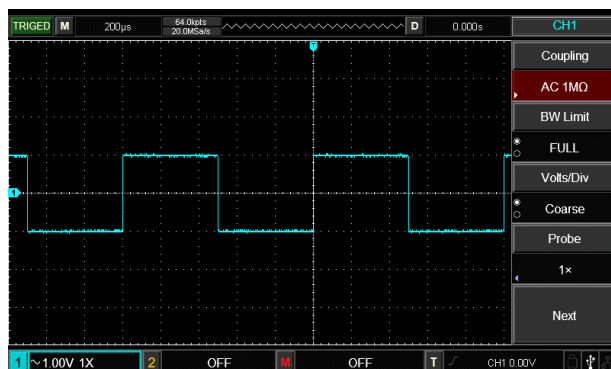 TRIGED M 200μs 64.0kpts D 0.000s CH1
20.0MSa/s
T
Coupling
AC 1MΩ
BW Limit
FULL
Volts/Div
1
Coarse
Probe
1×
Next
1 ~1.00V 1X 2 OFF M OFF T CH1 0.00V